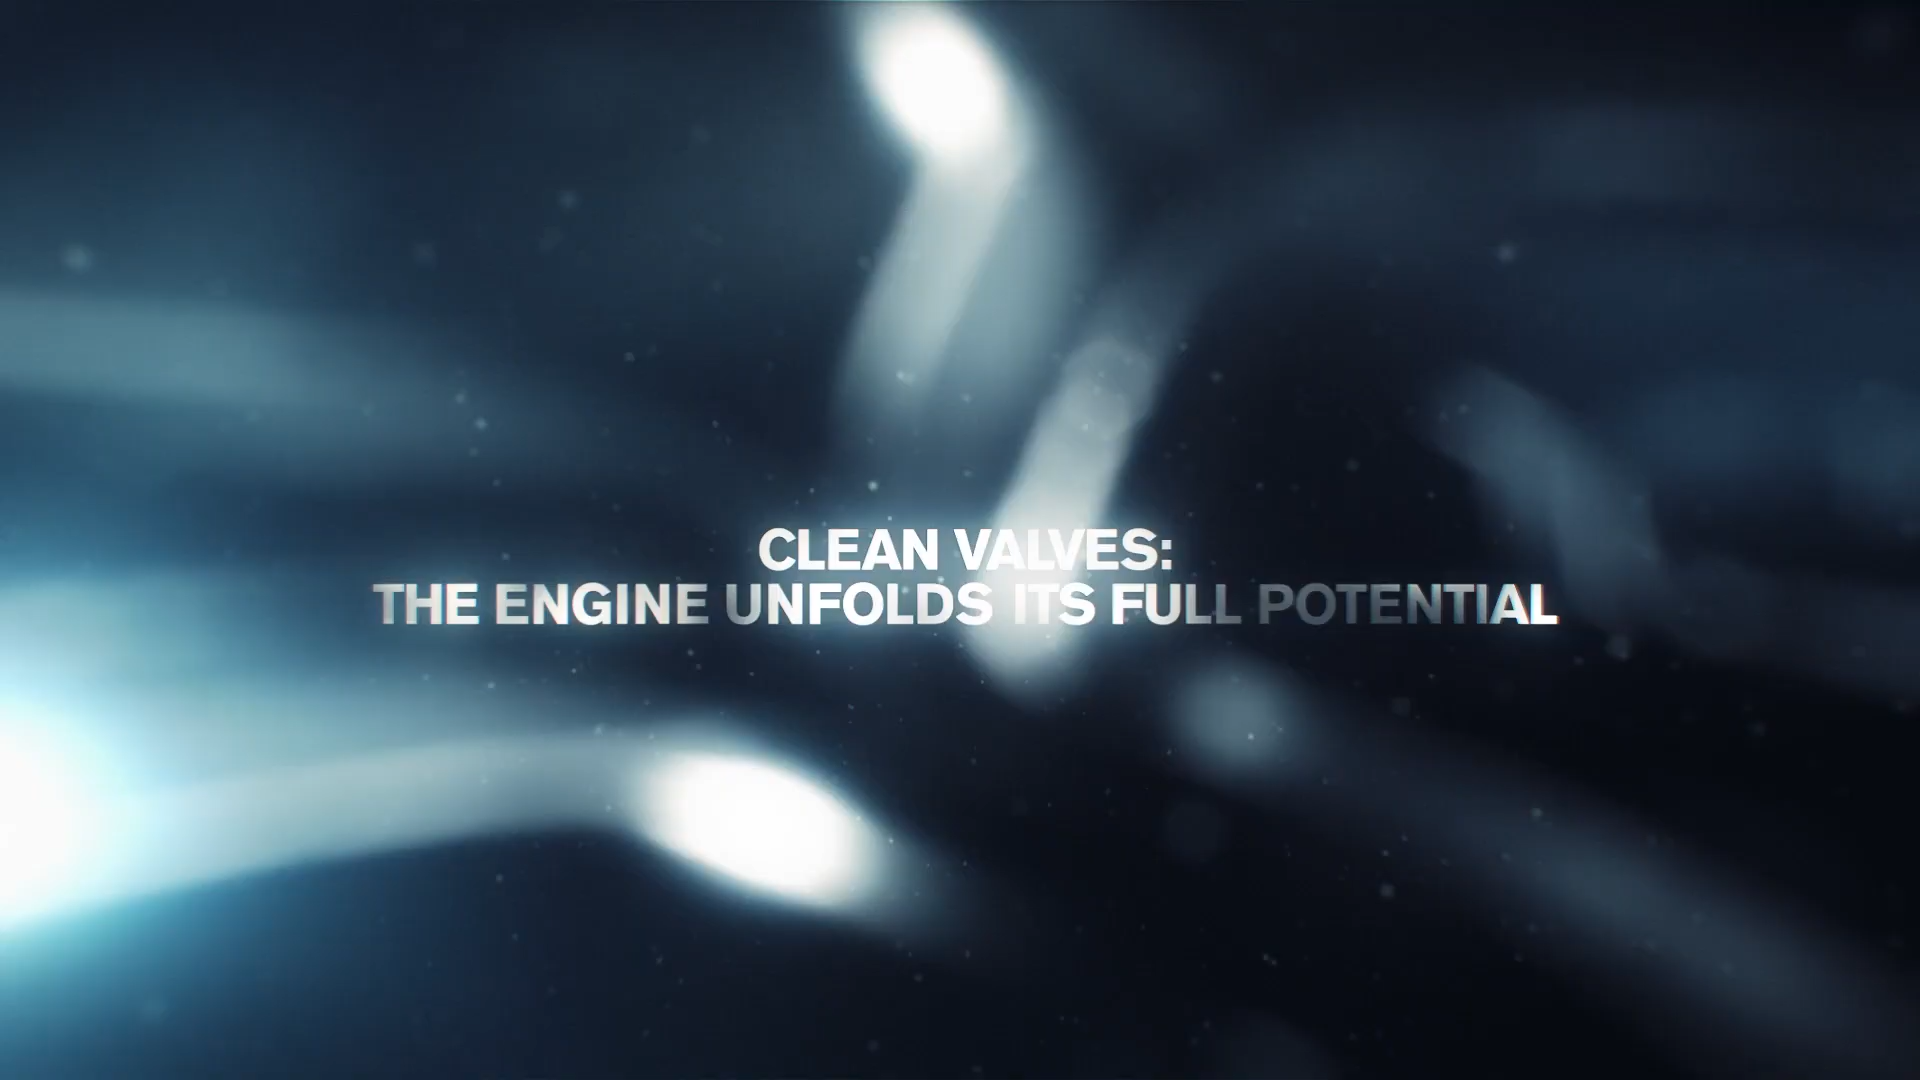 CLEAN VALVES:
THE ENGINE UNFOLDS ITS FULL POTENTIAL